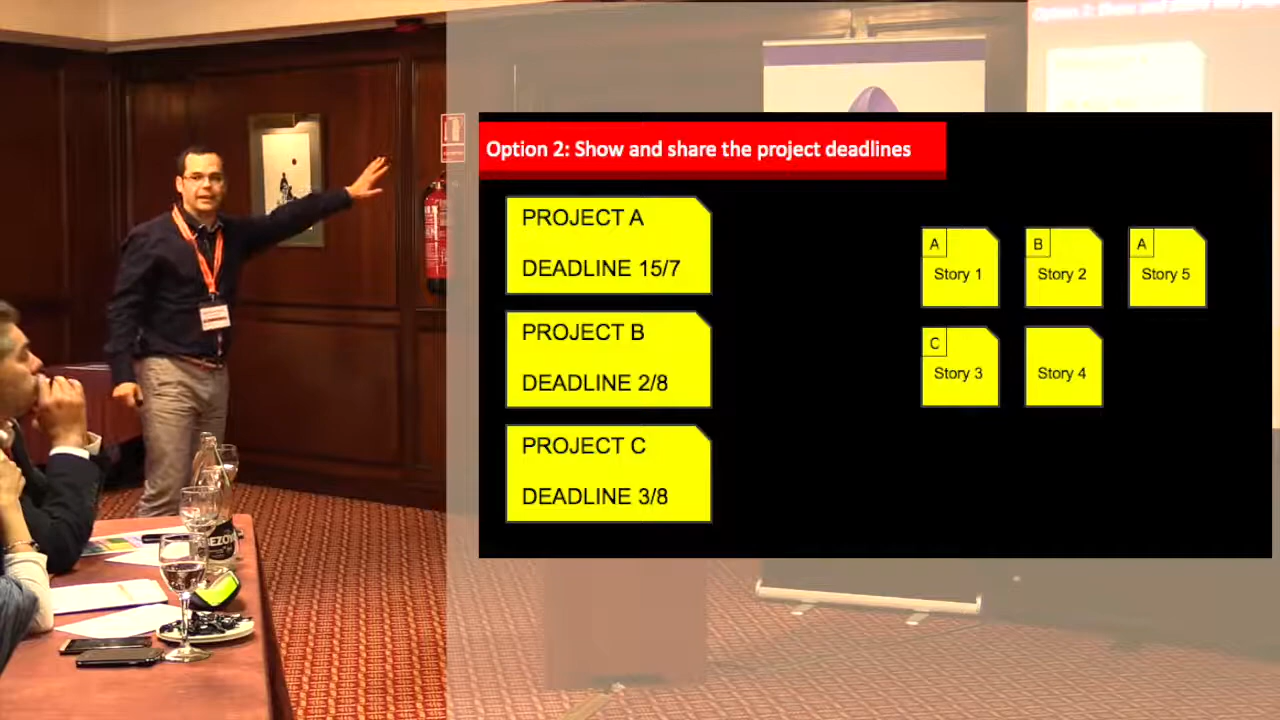 Option 2: Show and share the project deadlines
PROJECT A
DEADLINE 15/7
PROJECT B
DEADLINE 2/8
PROJECT C
DEADLINE 3/8
A
Story 1
B
Story 2
A
Story 5
C
Story 3
Story 4